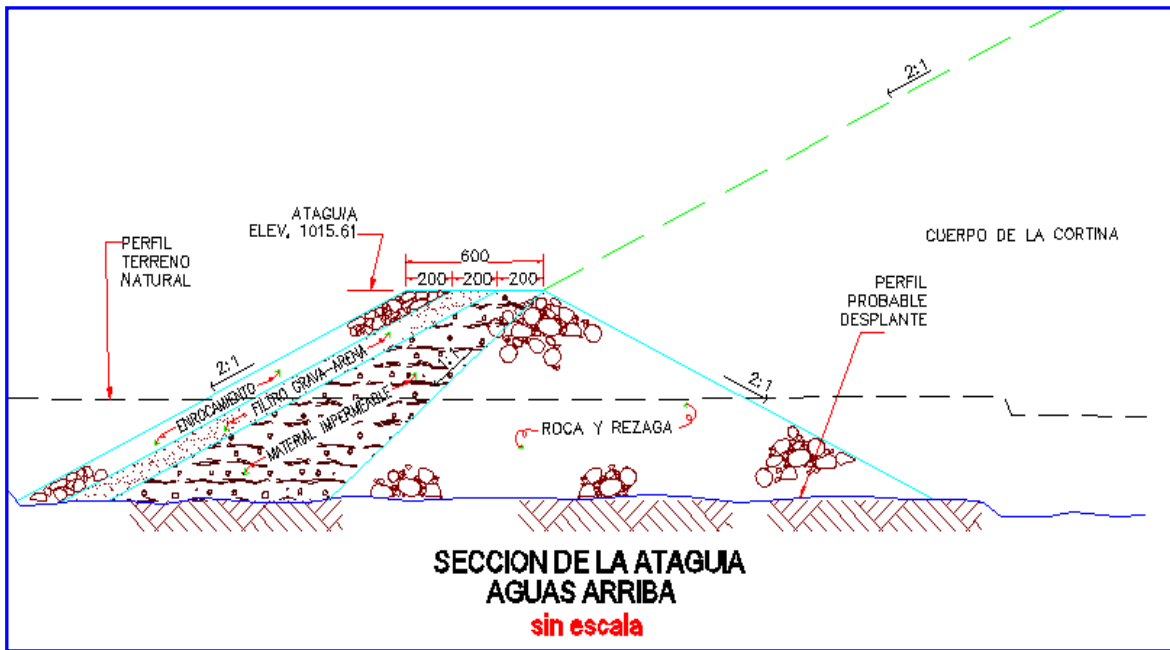 2:1
ATAGUIA
ELEV. 1015.61
PERFIL
TERRENO
NATURAL
600
200 200 200
CUERPO DE LA CORTINA
PERFIL
PROBABLE
DESPLANTE
2:1
ENROCAMIENTO
FILTRO GRAVA-ARENA
MATERIAL IMPERMEABLE
1:1
2:1
ROCA Y REZAGA
SECCION DE LA ATAGUIA
AGUAS ARRIBA
sin escala